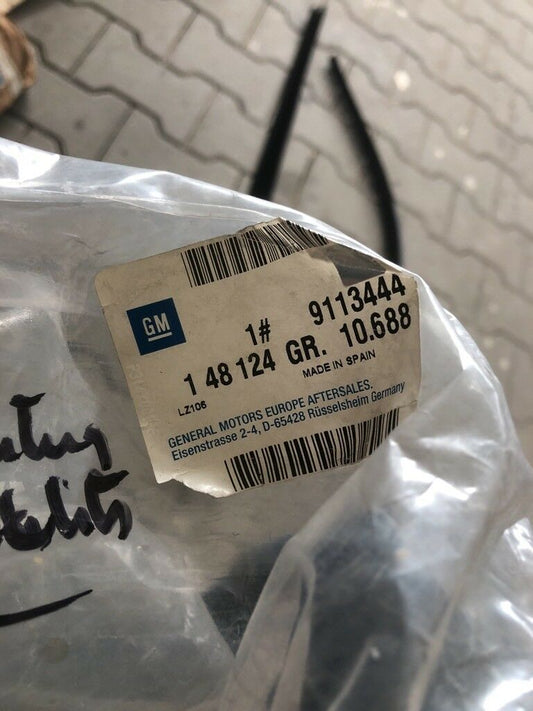 GM
1# 9113444
1 48 124 GR. 10.688
LZ106 MADE IN SPAIN
GENERAL MOTORS EUROPE AFTERSALES.
Eisenstrasse 2-4, D-65428 Rüsselsheim Germany